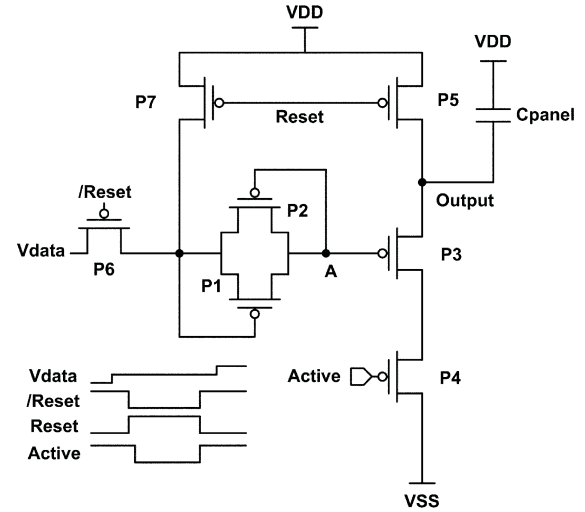 VDD
VDD
P7
P5
Reset
Cpanel
/Reset
P2
Output
Vdata
P6
P1
A
P3
Vdata
/Reset
Reset
Active
Active
P4
VSS